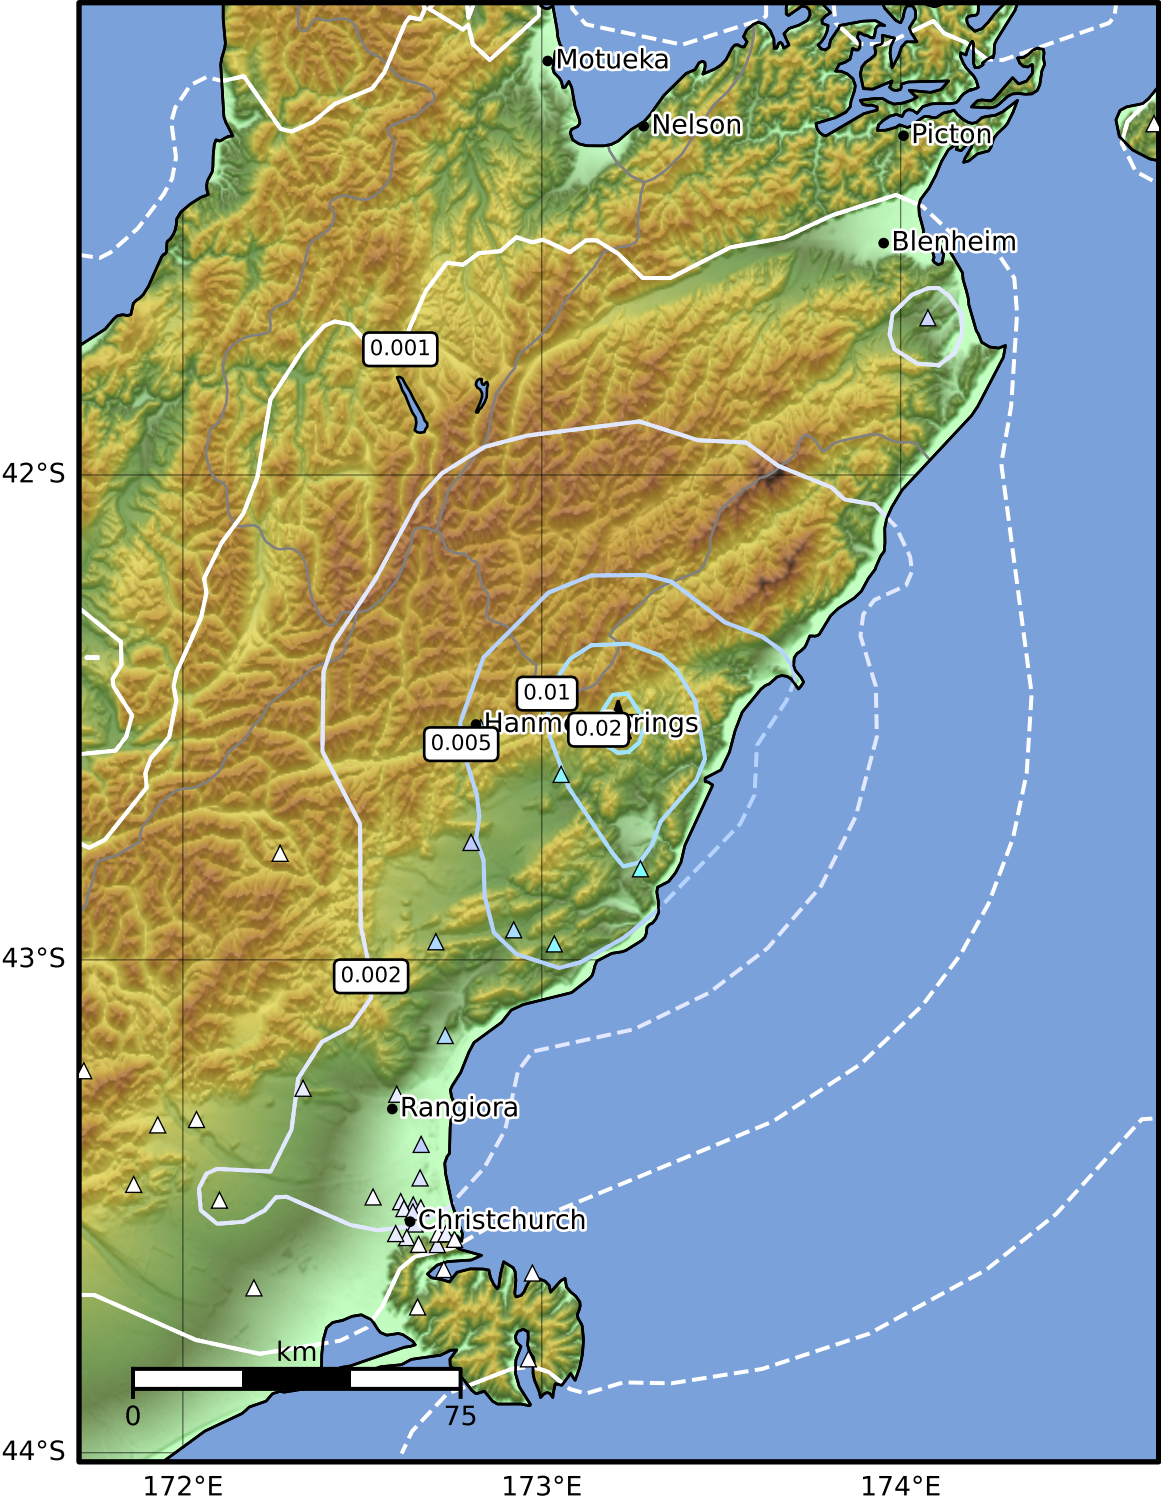 Motueka
Nelson
Picton
Blenheim
0.001
42°S
0.01
0.02
0.005
43°S
0.002
Rangiora
Christchurch
km
0 75
44°S
172°E 173°E 174°E